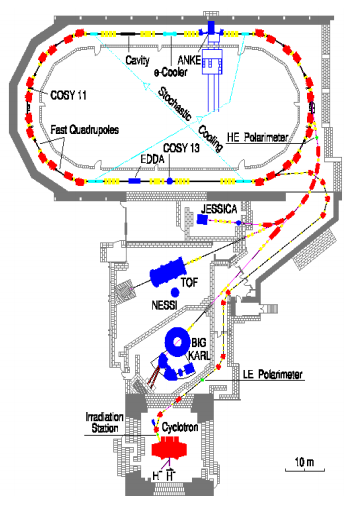 ANKE
Cavity
e-Cooler
COSY 11
Stochastic
Cooling
Fast Quadrupoles
HE Polarimeter
COSY 13
EDDA
JESSICA
TOF
NESSI
BIG
KARL
LE Polarimeter
Irradiation
Station
Cyclotron
H⁻ H⁻
10 m